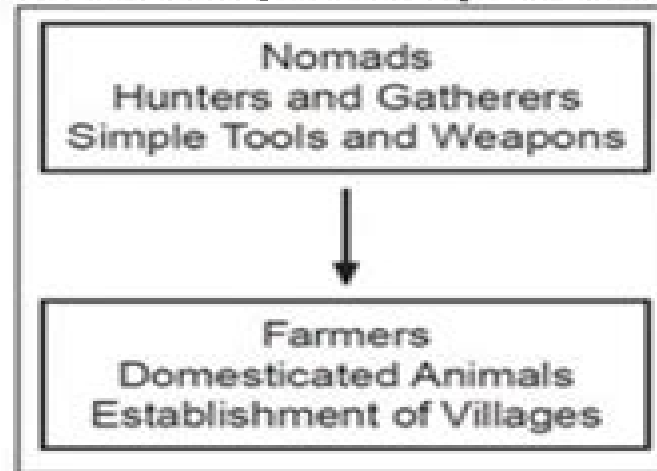 Nomads
Hunters and Gatherers
Simple Tools and Weapons
Farmers
Domesticated Animals
Establishment of Villages